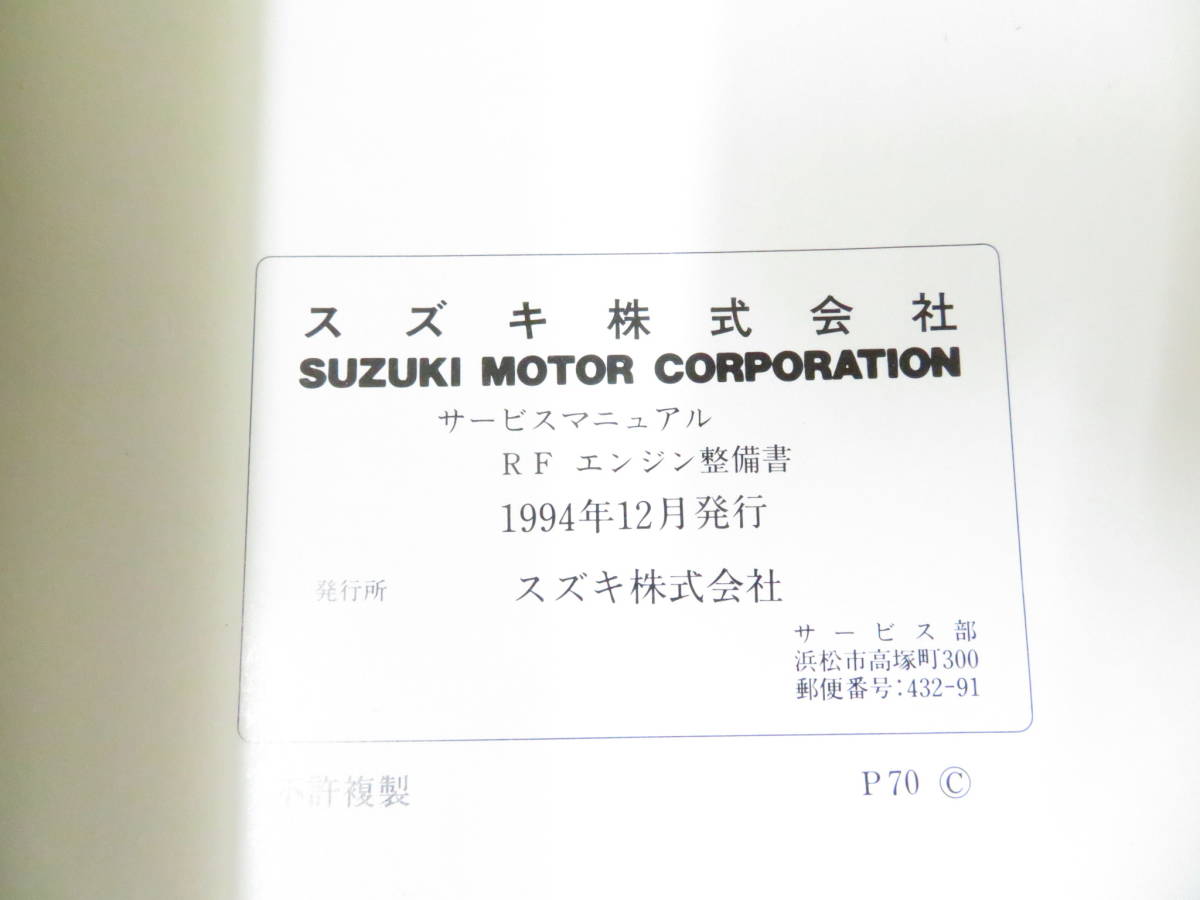 スズキ株式会社
SUZUKI MOTOR CORPORATION
サービスマニュアル
RF エンジン整備書
1994年12月発行
発行所 スズキ株式会社
サービス部
浜松市高塚町300
郵便番号:432-91
不許複製 P70 ©